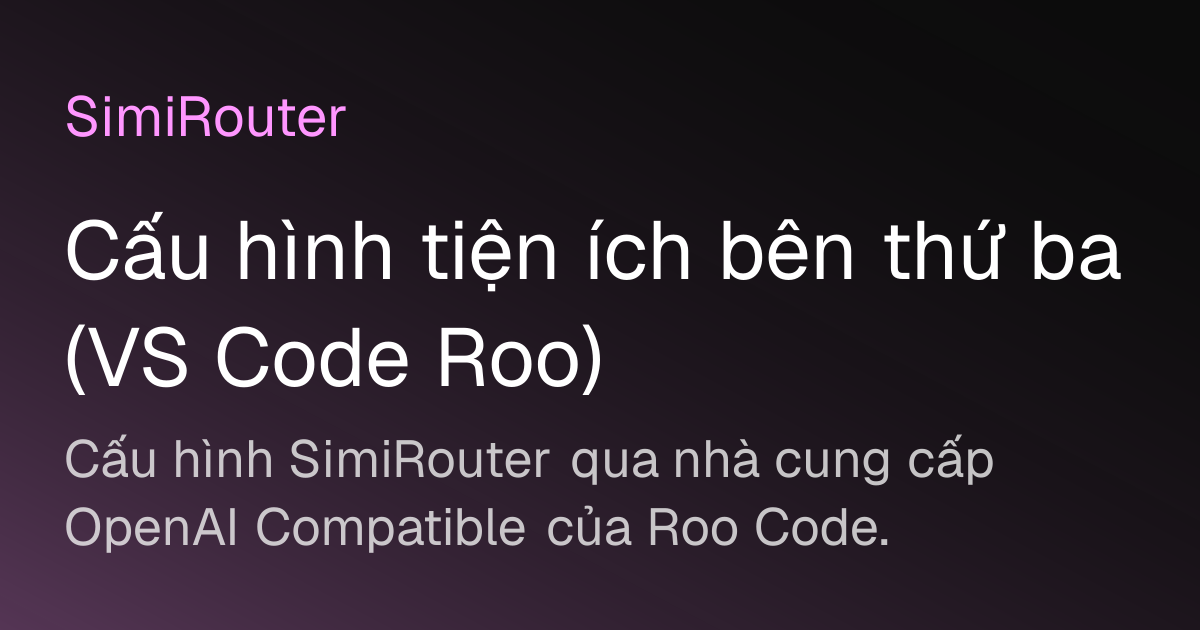 SimiRouter
Cấu hình tiện ích bên thứ ba
(VS Code Roo)
Cấu hình SimiRouter qua nhà cung cấp
OpenAI Compatible của Roo Code.